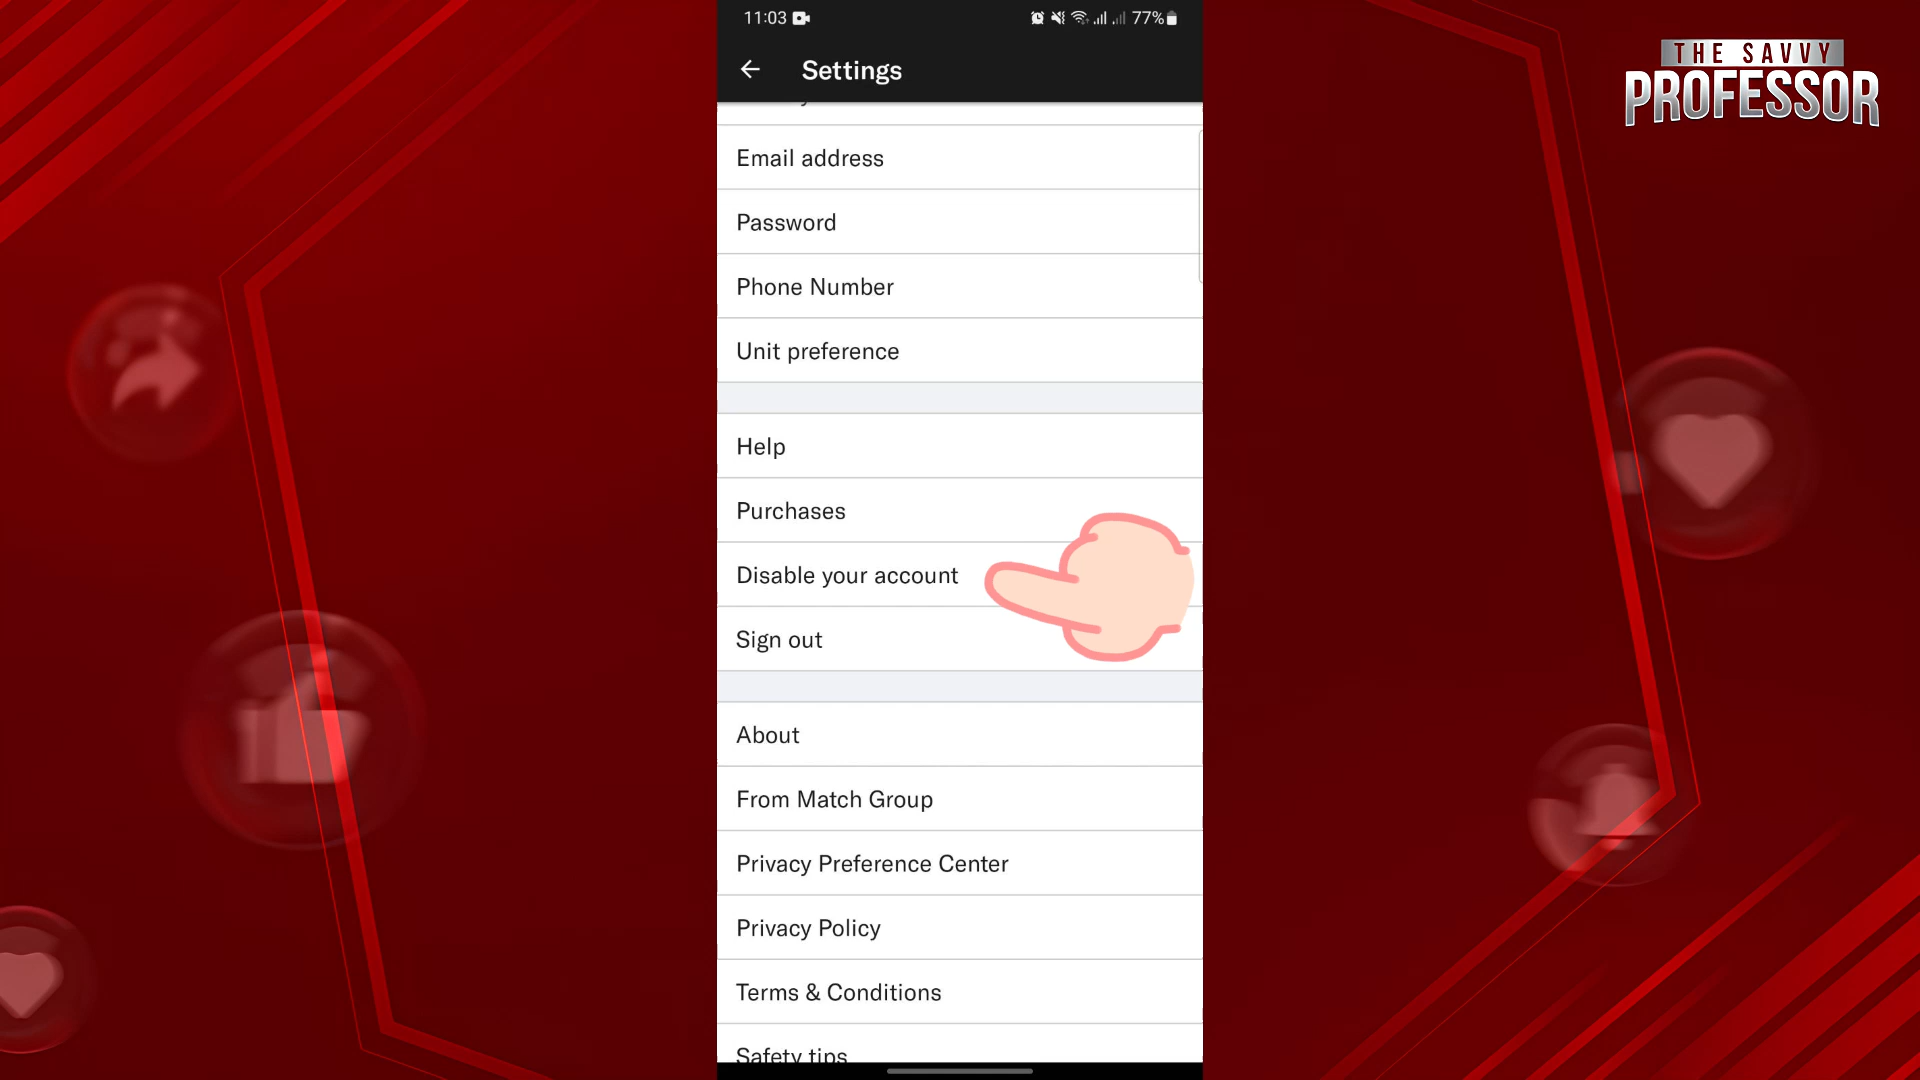 11:03
77%
THE SAVVY
PROFESSOR
Settings
Email address
Password
Phone Number
Unit preference
Help
Purchases
Disable your account
Sign out
About
From Match Group
Privacy Preference Center
Privacy Policy
Terms & Conditions
Safety tips